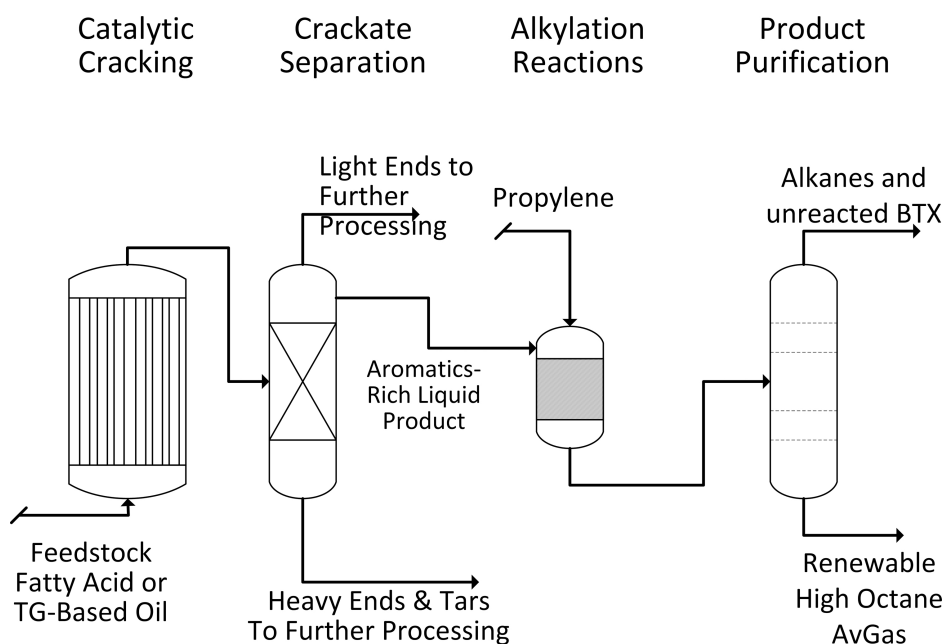 Catalytic
Cracking
Crackate
Separation
Alkylation
Reactions
Product
Purification
Light Ends to
Further
Processing
Propylene
Alkanes and
unreacted BTX
Aromatics-
Rich Liquid
Product
Feedstock
Fatty Acid or
TG-Based Oil
Heavy Ends & Tars
To Further Processing
Renewable
High Octane
AvGas